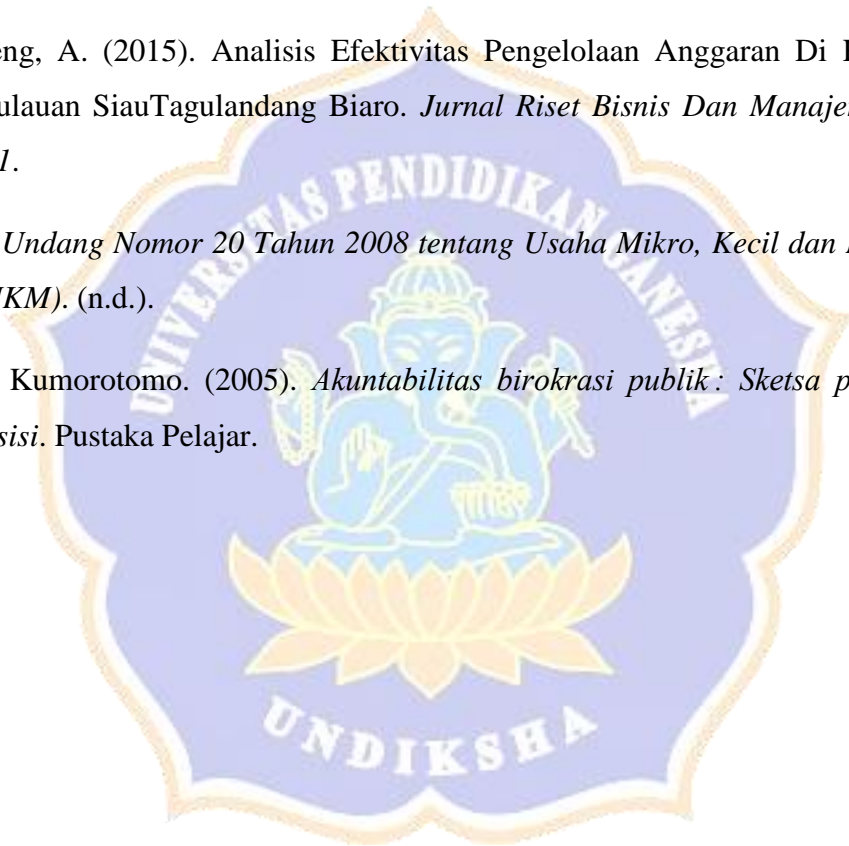 eng, A. (2015). Analisis Efektivitas Pengelolaan Anggaran Di
ulauan SiauTagulandang Biaro. Jurnal Riset Bisnis Dan Manaje
1.
Undang Nomor 20 Tahun 2008 tentang Usaha Mikro, Kecil dan
KM). (n.d.).
Kumorotomo. (2005). Akuntabilitas birokrasi publik : Sketsa p
sisi. Pustaka Pelajar.
UNIVERSITAS PENDIDIKAN GANESHA
UNDIKSHA